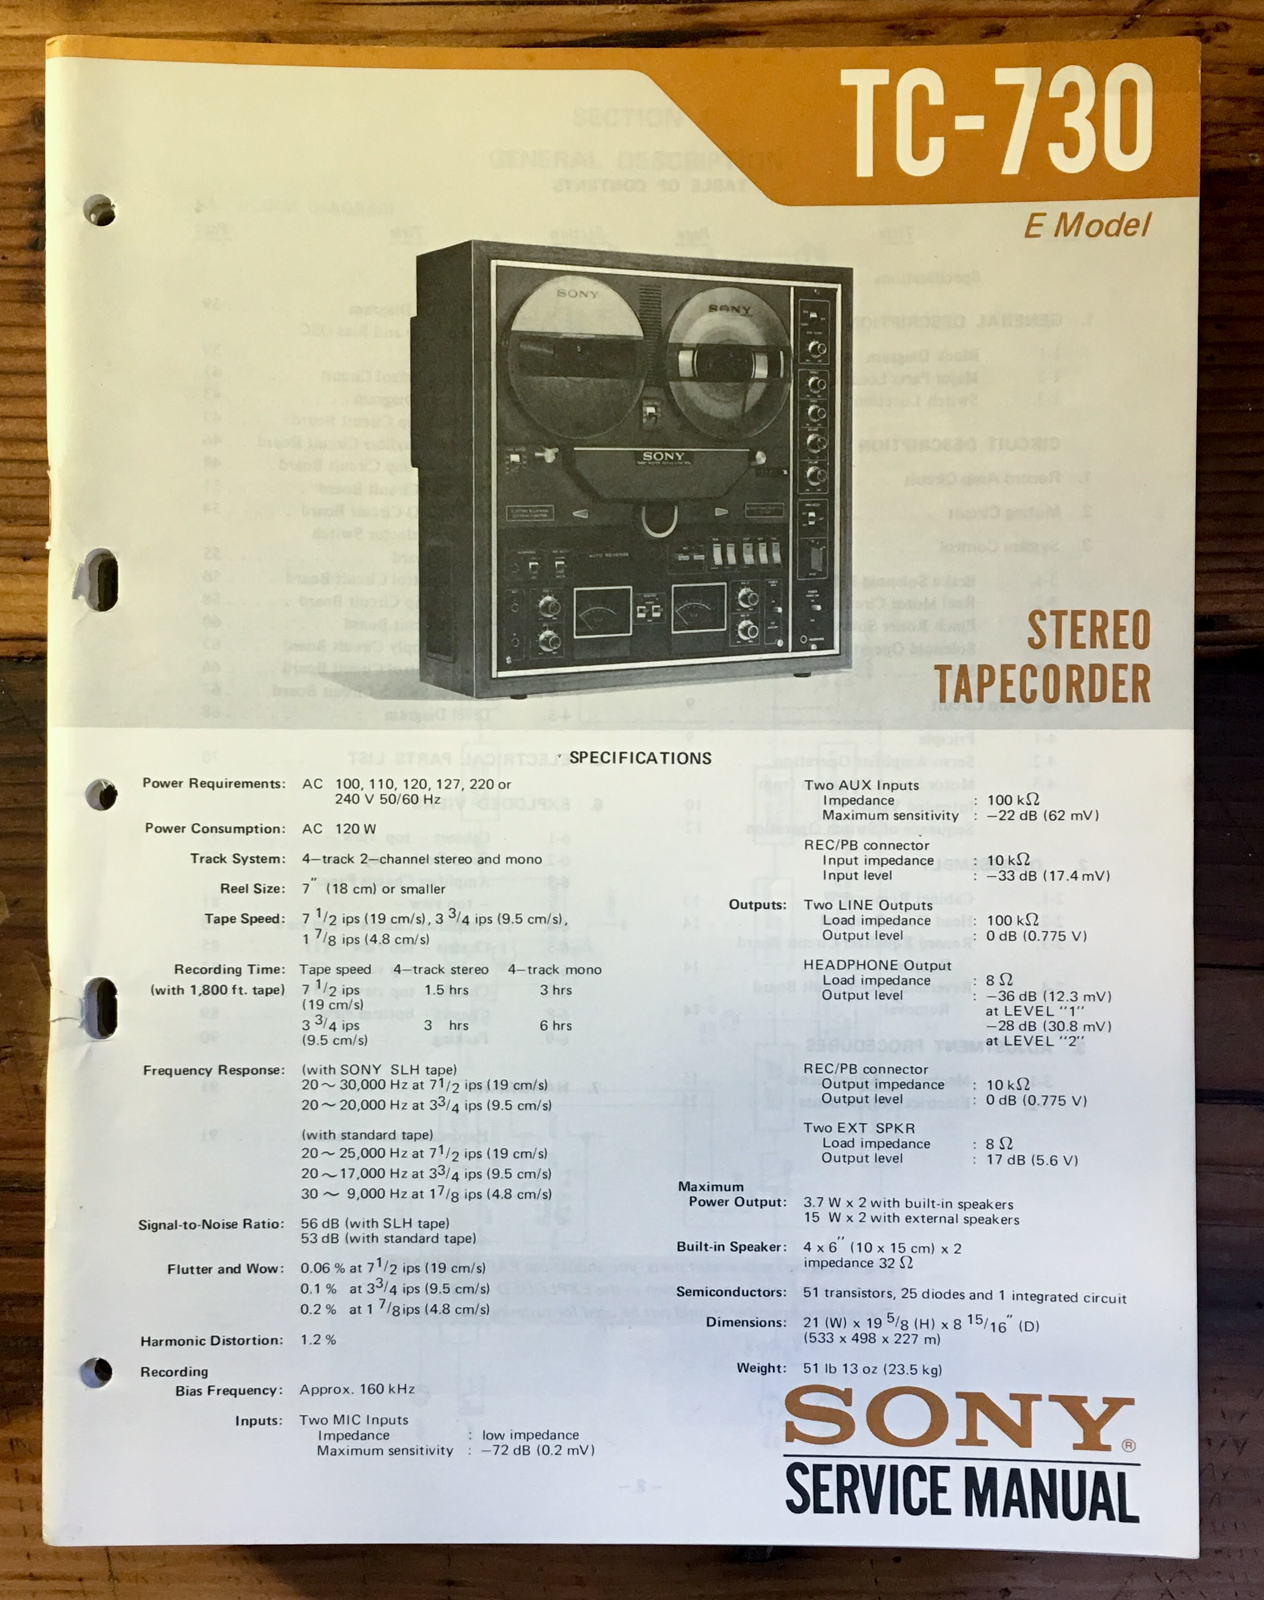 TC-730
E Model
SONY
SONY
SONY
AUTO REVERSE
STEREO
TAPECORDER
SPECIFICATIONS
Power Requirements: AC 100, 110, 120, 127, 220 or
240 V 50/60 Hz
Power Consumption: AC 120 W
Track System: 4–track 2–channel stereo and mono
Reel Size: 7" (18 cm) or smaller
Tape Speed: 7 1/2 ips (19 cm/s), 3 3/4 ips (9.5 cm/s),
1 7/8 ips (4.8 cm/s)
Recording Time: Tape speed 4–track stereo 4–track mono
(with 1,800 ft. tape) 7 1/2 ips 1.5 hrs 3 hrs
(19 cm/s)
3 3/4 ips 3 hrs 6 hrs
(9.5 cm/s)
Frequency Response: (with SONY SLH tape)
20 ~ 30,000 Hz at 7 1/2 ips (19 cm/s)
20 ~ 20,000 Hz at 3 3/4 ips (9.5 cm/s)
(with standard tape)
20 ~ 25,000 Hz at 7 1/2 ips (19 cm/s)
20 ~ 17,000 Hz at 3 3/4 ips (9.5 cm/s)
30 ~ 9,000 Hz at 1 7/8 ips (4.8 cm/s)
Signal-to-Noise Ratio: 56 dB (with SLH tape)
53 dB (with standard tape)
Flutter and Wow: 0.06 % at 7 1/2 ips (19 cm/s)
0.1 % at 3 3/4 ips (9.5 cm/s)
0.2 % at 1 7/8 ips (4.8 cm/s)
Harmonic Distortion: 1.2 %
Recording
Bias Frequency: Approx. 160 kHz
Inputs: Two MIC Inputs
Impedance : low impedance
Maximum sensitivity : –72 dB (0.2 mV)
Two AUX Inputs
Impedance : 100 kΩ
Maximum sensitivity : –22 dB (62 mV)
REC/PB connector
Input impedance : 10 kΩ
Input level : –33 dB (17.4 mV)
Outputs: Two LINE Outputs
Load impedance : 100 kΩ
Output level : 0 dB (0.775 V)
HEADPHONE Output
Load impedance : 8 Ω
Output level : –36 dB (12.3 mV)
at LEVEL "1"
–28 dB (30.8 mV)
at LEVEL "2"
REC/PB connector
Output impedance : 10 kΩ
Output level : 0 dB (0.775 V)
Two EXT SPKR
Load impedance : 8 Ω
Output level : 17 dB (5.6 V)
Maximum
Power Output: 3.7 W x 2 with built-in speakers
15 W x 2 with external speakers
Built-in Speaker: 4 x 6" (10 x 15 cm) x 2
impedance 32 Ω
Semiconductors: 51 transistors, 25 diodes and 1 integrated circuit
Dimensions: 21 (W) x 19 5/8 (H) x 8 15/16" (D)
(533 x 498 x 227 m)
Weight: 51 lb 13 oz (23.5 kg)
SONY®
SERVICE MANUAL